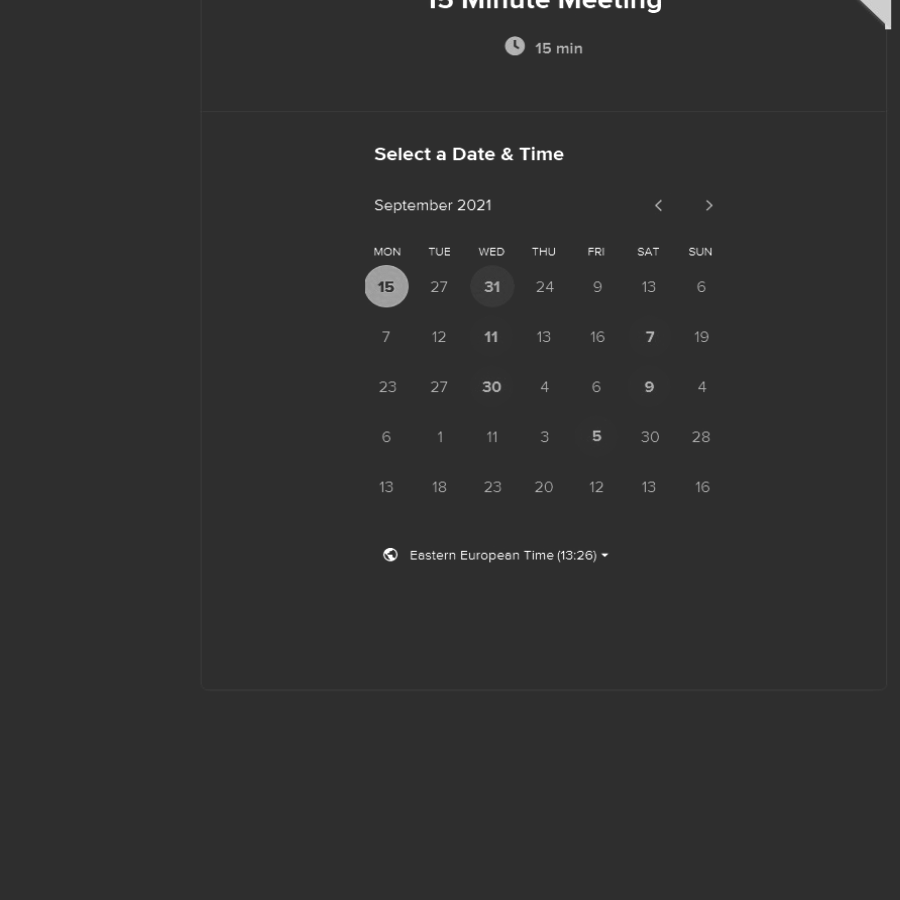 15 Minute Meeting
15 min
Select a Date & Time
September 2021
MON TUE WED THU FRI SAT SUN
15 27 31 24 9 13 6
7 12 11 13 16 7 19
23 27 30 4 6 9 4
6 1 11 3 5 30 28
13 18 23 20 12 13 16
Eastern European Time (13:26)